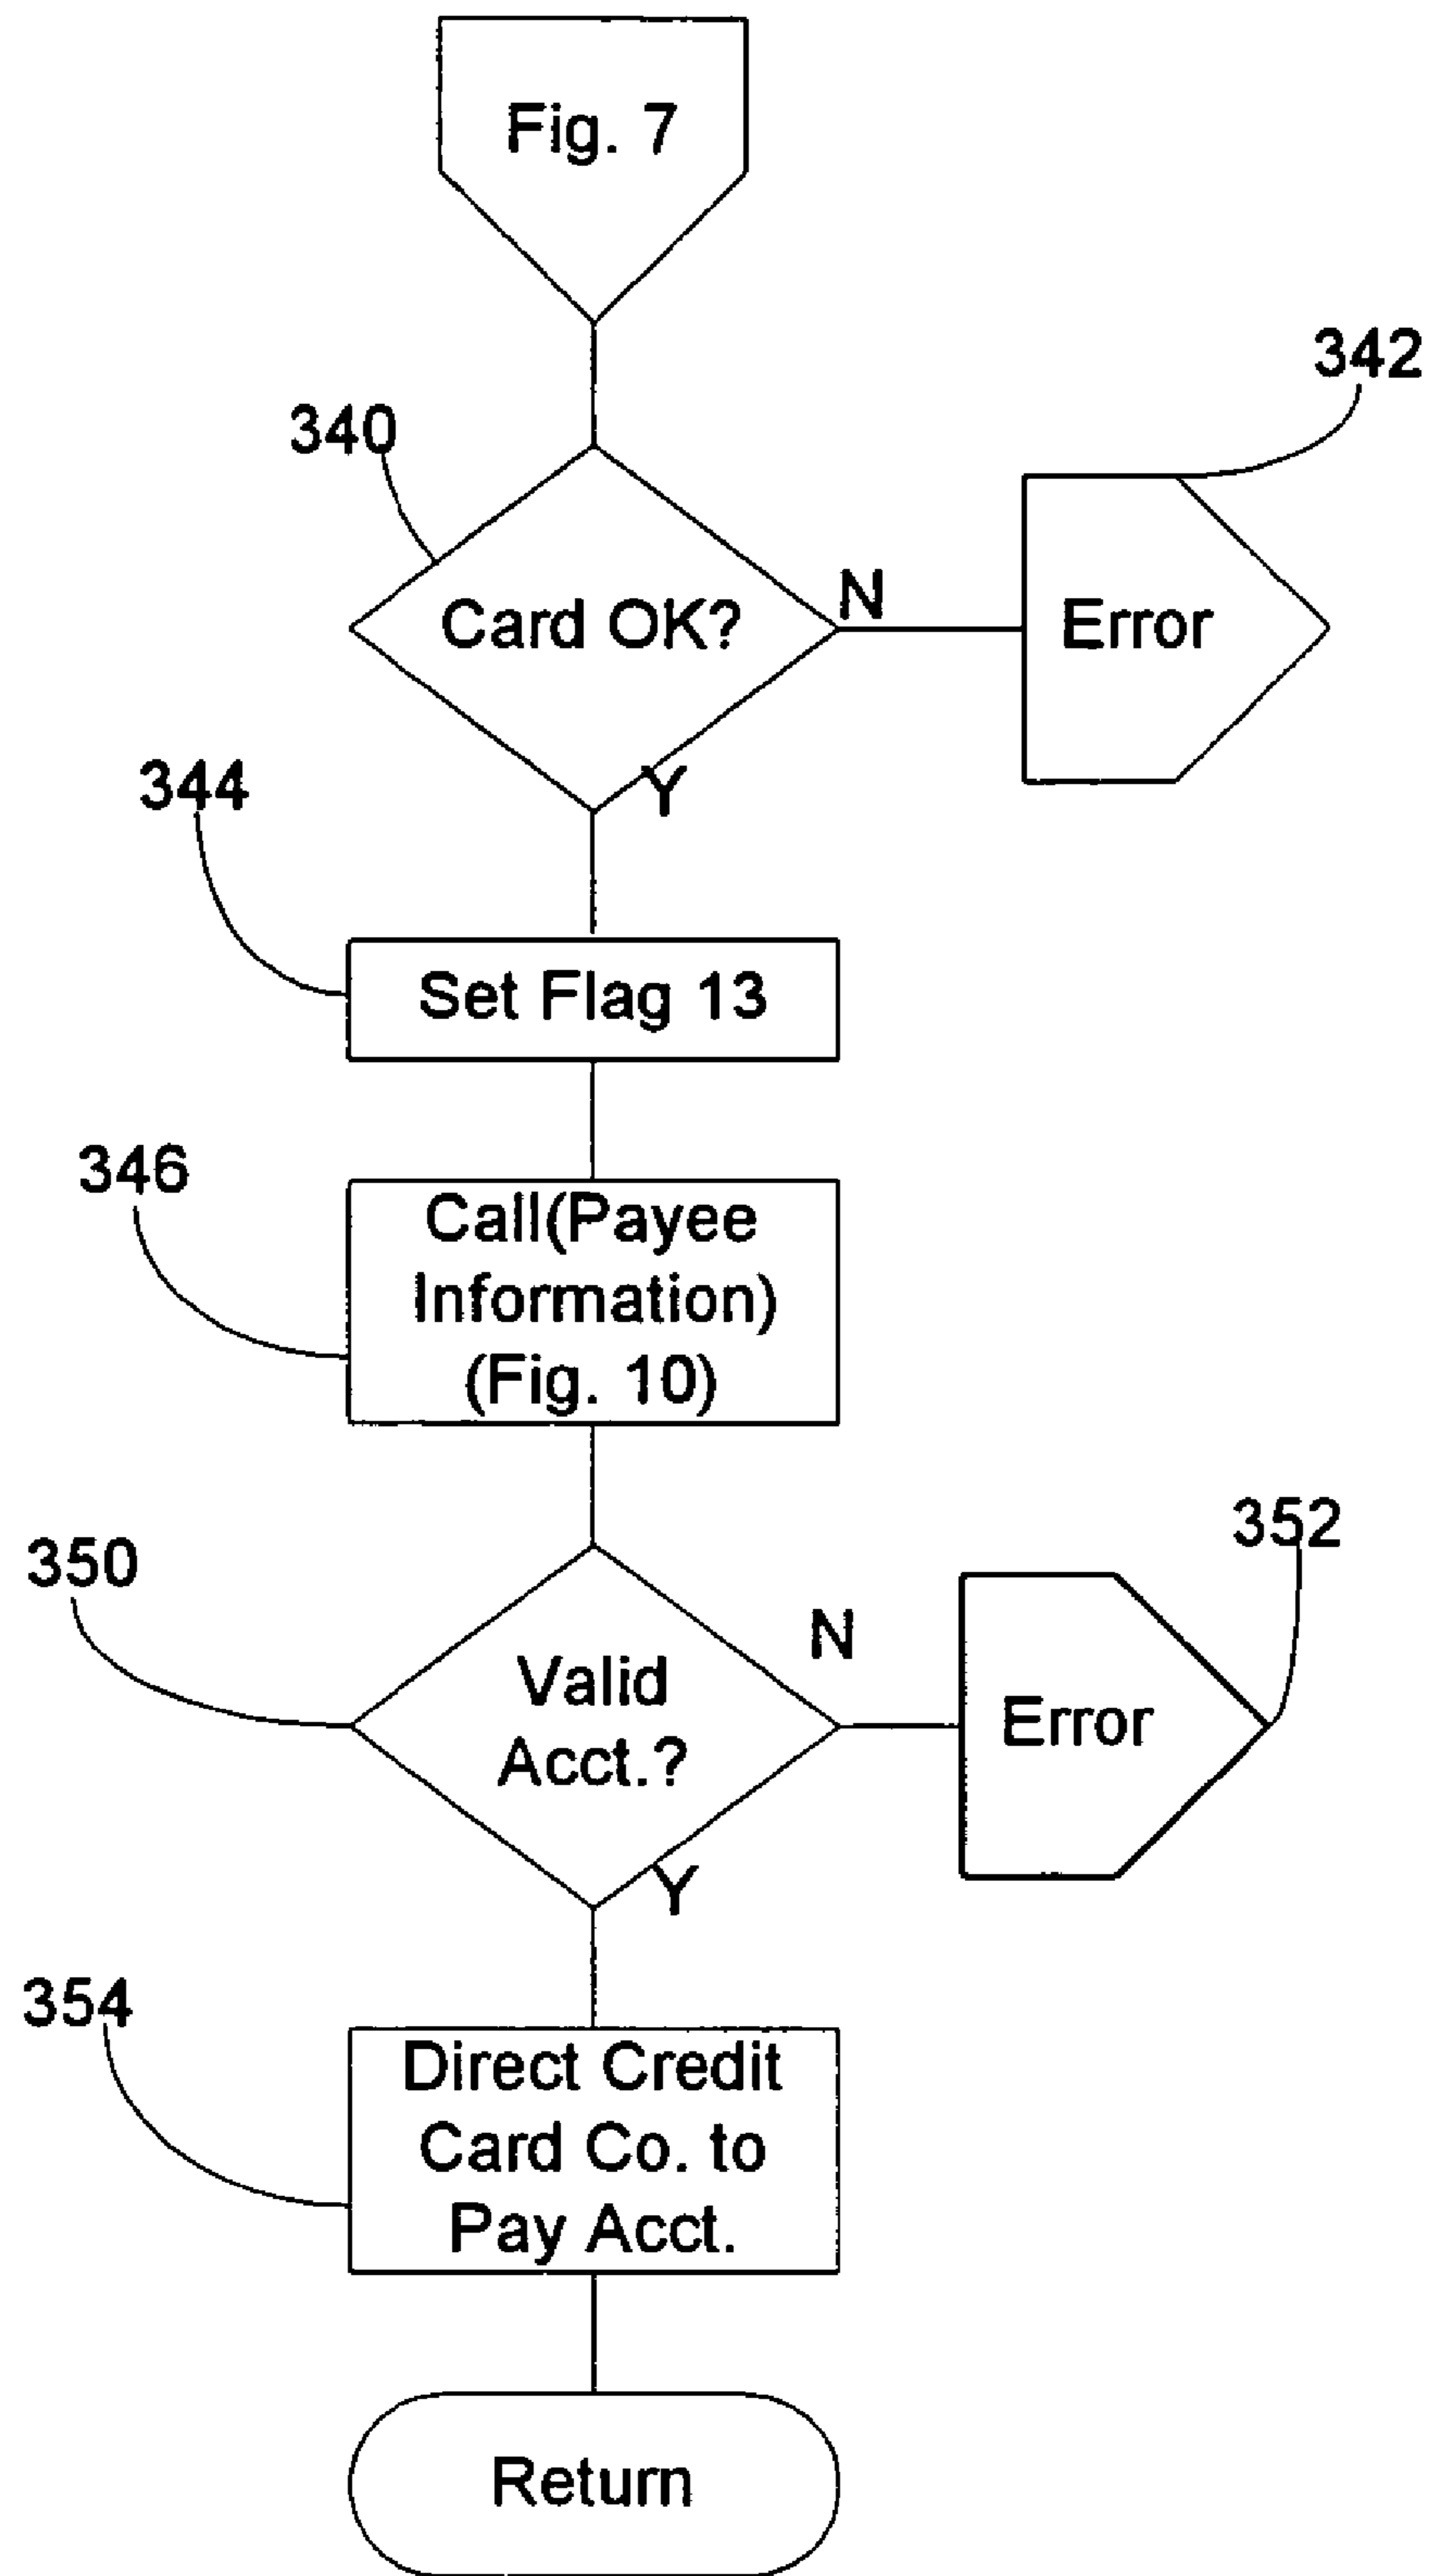 Fig. 7
342
340
Card OK?
N
Error
Y
344
Set Flag 13
346
Call(Payee
Information)
(Fig. 10)
352
350
N
Valid
Acct.?
Error
Y
354
Direct Credit
Card Co. to
Pay Acct.
Return